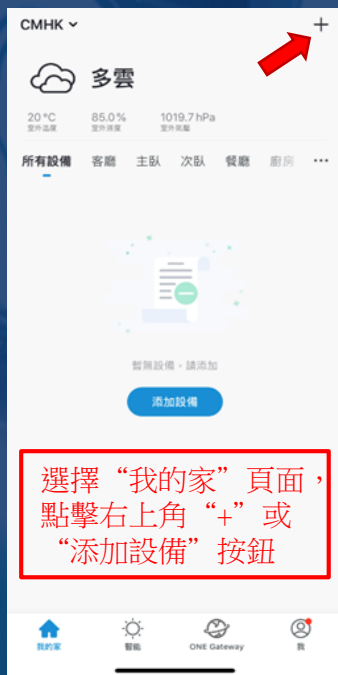 CMHK
多雲
20 °C 85.0 % 1019.7 hPa
室外溫度 室外濕度 室外氣壓
所有設備 客廳 主臥 次臥 餐廳 廚房 ...
暫無設備，請添加
添加設備
選擇“我的家”頁面，
點擊右上角“+”或
“添加設備”按鈕
我的家 智能 ONE Gateway 我